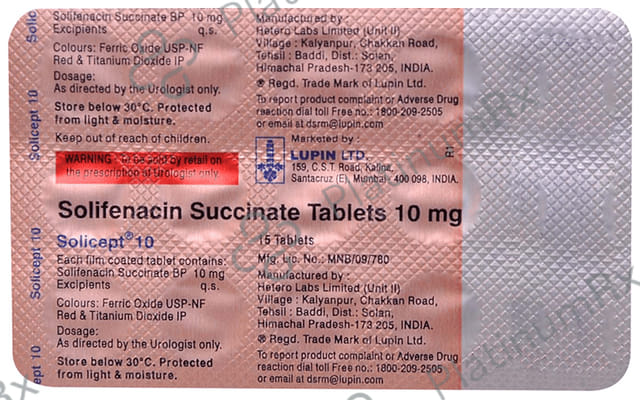 Solifenacin Succinate BP 10 mg
Excipients q.s.
Colours: Ferric Oxide USP-NF
Red & Titanium Dioxide IP
Dosage:
As directed by the Urologist only.
Store below 30°C. Protected
from light & moisture.
Keep out of reach of children.
WARNING: To be sold by retail on
the prescription of Urologist only.
Manufactured by :
Hetero Labs Limited (Unit II)
Village : Kalyanpur, Chakkan Road,
Tehsil : Baddi, Dist.: Solan,
Himachal Pradesh-173 205, INDIA.
® Regd. Trade Mark of Lupin Ltd.
To report product complaint or Adverse Drug
reaction dial toll Free no.: 1800-209-2505
or email at dsrm@lupin.com
Marketed by :
LUPIN LTD.
159, C.S.T. Road, Kalina,
Santacruz (E), Mumbai - 400 098, INDIA.
R1
Solifenacin Succinate Tablets 10 mg
Solicept® 10
Each film coated tablet contains:
Solifenacin Succinate BP 10 mg
Excipients q.s.
Colours: Ferric Oxide USP-NF
Red & Titanium Dioxide IP
Dosage:
As directed by the Urologist only.
Store below 30°C. Protected
from light & moisture.
15 Tablets
Mfg. Lic. No.: MNB/09/780
Manufactured by :
Hetero Labs Limited (Unit II)
Village : Kalyanpur, Chakkan Road,
Tehsil : Baddi, Dist.: Solan,
Himachal Pradesh-173 205, INDIA.
® Regd. Trade Mark of Lupin Ltd.
To report product complaint or Adverse Drug
reaction dial toll Free no.: 1800-209-2505
or email at dsrm@lupin.com
Solicept 10
Solicept 10
PlatinumRx
PlatinumRx